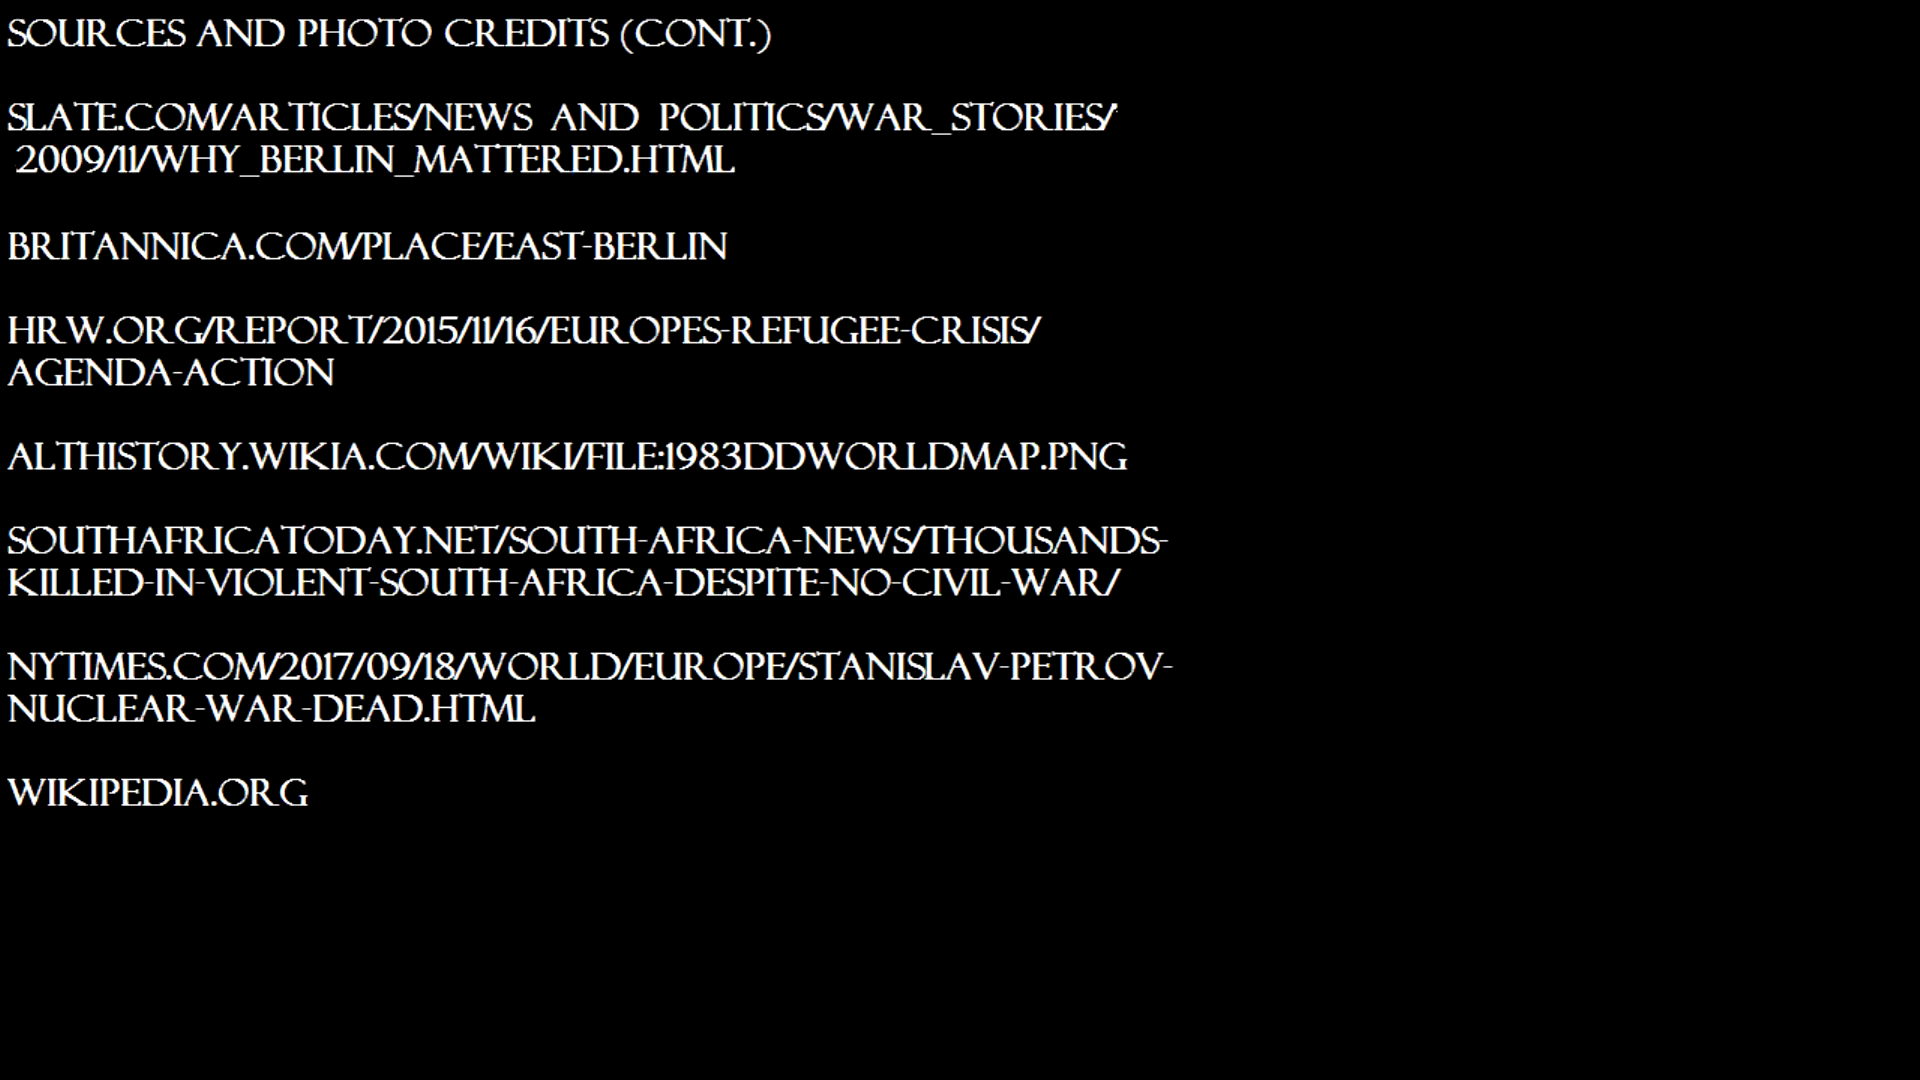 SOURCES AND PHOTO CREDITS (CONT.)
SLATE.COM/ARTICLES/NEWS AND POLITICS/WAR_STORIES/
2009/11/WHY_BERLIN_MATTERED.HTML
BRITANNICA.COM/PLACE/EAST-BERLIN
HRW.ORG/REPORT/2015/11/16/EUROPES-REFUGEE-CRISIS/
AGENDA-ACTION
ALTHISTORY.WIKIA.COM/WIKI/FILE:1983DDWORLDMAP.PNG
SOUTHAFRICATODAY.NET/SOUTH-AFRICA-NEWS/THOUSANDS-
KILLED-IN-VIOLENT-SOUTH-AFRICA-DESPITE-NO-CIVIL-WAR/
NYTIMES.COM/2017/09/18/WORLD/EUROPE/STANISLAV-PETROV-
NUCLEAR-WAR-DEAD.HTML
WIKIPEDIA.ORG